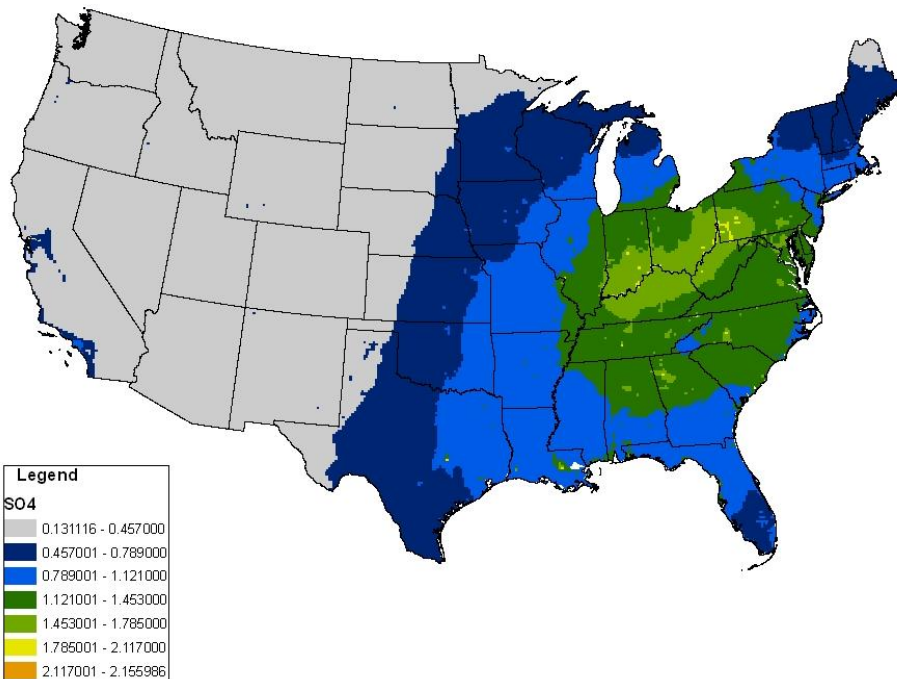 Legend
SO4
0.131116 - 0.457000
0.457001 - 0.789000
0.789001 - 1.121000
1.121001 - 1.453000
1.453001 - 1.785000
1.785001 - 2.117000
2.117001 - 2.155986